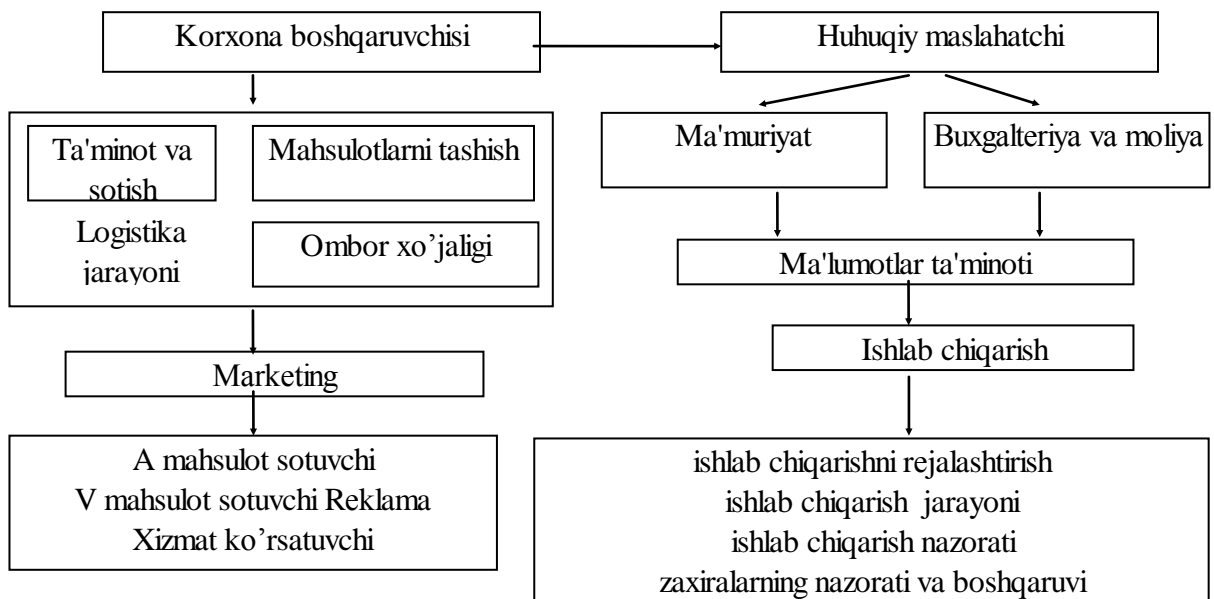 Korxona boshqaruvchisi
Huhuqiy maslahatchi
Ta'minot va
sotish
Mahsulotlarni tashish
Logistika
jarayoni
Ombor xo’jaligi
Ma'muriyat
Buxgalteriya va moliya
Ma'lumotlar ta'minoti
Ishlab chiqarish
Marketing
A mahsulot sotuvchi
V mahsulot sotuvchi Reklama
Xizmat ko’rsatuvchi
ishlab chiqarishni rejalashtirish
ishlab chiqarish jarayoni
ishlab chiqarish nazorati
zaxiralarning nazorati va boshqaruvi